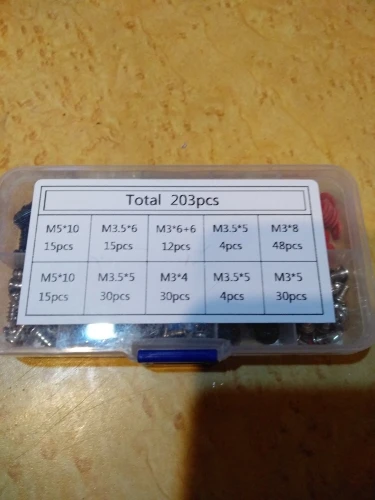 Total 203pcs
M5*10 M3.5*6 M3*6+6 M3.5*5 M3*8
15pcs 15pcs 12pcs 4pcs 48pcs
M5*10 M3.5*5 M3*4 M3.5*5 M3*5
15pcs 30pcs 30pcs 4pcs 30pcs